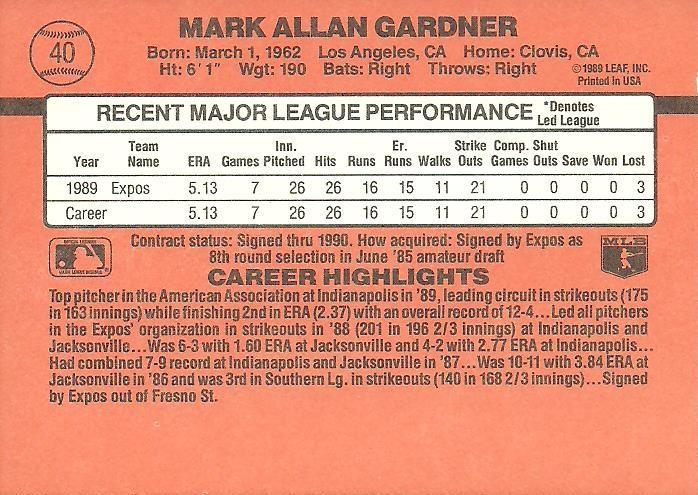 40
MARK ALLAN GARDNER
Born: March 1, 1962 Los Angeles, CA Home: Clovis, CA
Ht: 6'1" Wgt: 190 Bats: Right Throws: Right
©1989 LEAF, INC.
Printed in USA
RECENT MAJOR LEAGUE PERFORMANCE *Denotes Led League
Year Team Name ERA Games Inn. Pitched Hits Runs Er. Runs Walks Strike Outs Comp. Games Shut Outs Save Won Lost
1989 Expos 5.13 7 26 26 16 15 11 21 0 0 0 0 3
Career 5.13 7 26 26 16 15 11 21 0 0 0 0 3
Contract status: Signed thru 1990. How acquired: Signed by Expos as
8th round selection in June '85 amateur draft
MLB
CAREER HIGHLIGHTS
Top pitcher in the American Association at Indianapolis in '89, leading circuit in strikeouts (175
in 163 innings) while finishing 2nd in ERA (2.37) with an overall record of 12-4...Led all pitchers
in the Expos' organization in strikeouts in '88 (201 in 196 2/3 innings) at Indianapolis and
Jacksonville...Was 6-3 with 1.60 ERA at Jacksonville and 4-2 with 2.77 ERA at Indianapolis...
Had combined 7-9 record at Indianapolis and Jacksonville in '87...Was 10-11 with 3.84 ERA at
Jacksonville in '86 and was 3rd in Southern Lg. in strikeouts (140 in 168 2/3 innings)...Signed
by Expos out of Fresno St.